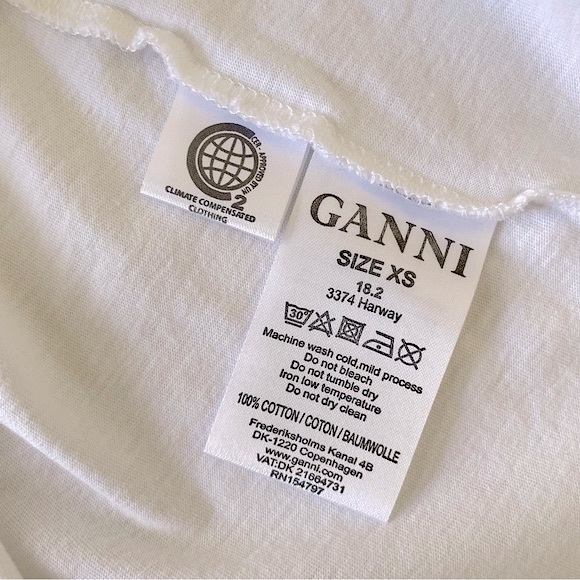 CER - APPROVED BY UN
2
CLIMATE COMPENSATED
CLOTHING
GANNI
SIZE XS
18.2
3374 Harway
30°
Machine wash cold,mild process
Do not bleach
Do not tumble dry
Iron low temperature
Do not dry clean
100% COTTON/COTON/BAUMWOLLE
Frederiksholms Kanal 4B
DK-1220 Copenhagen
www.ganni.com
VAT:DK 21664731
RN154797